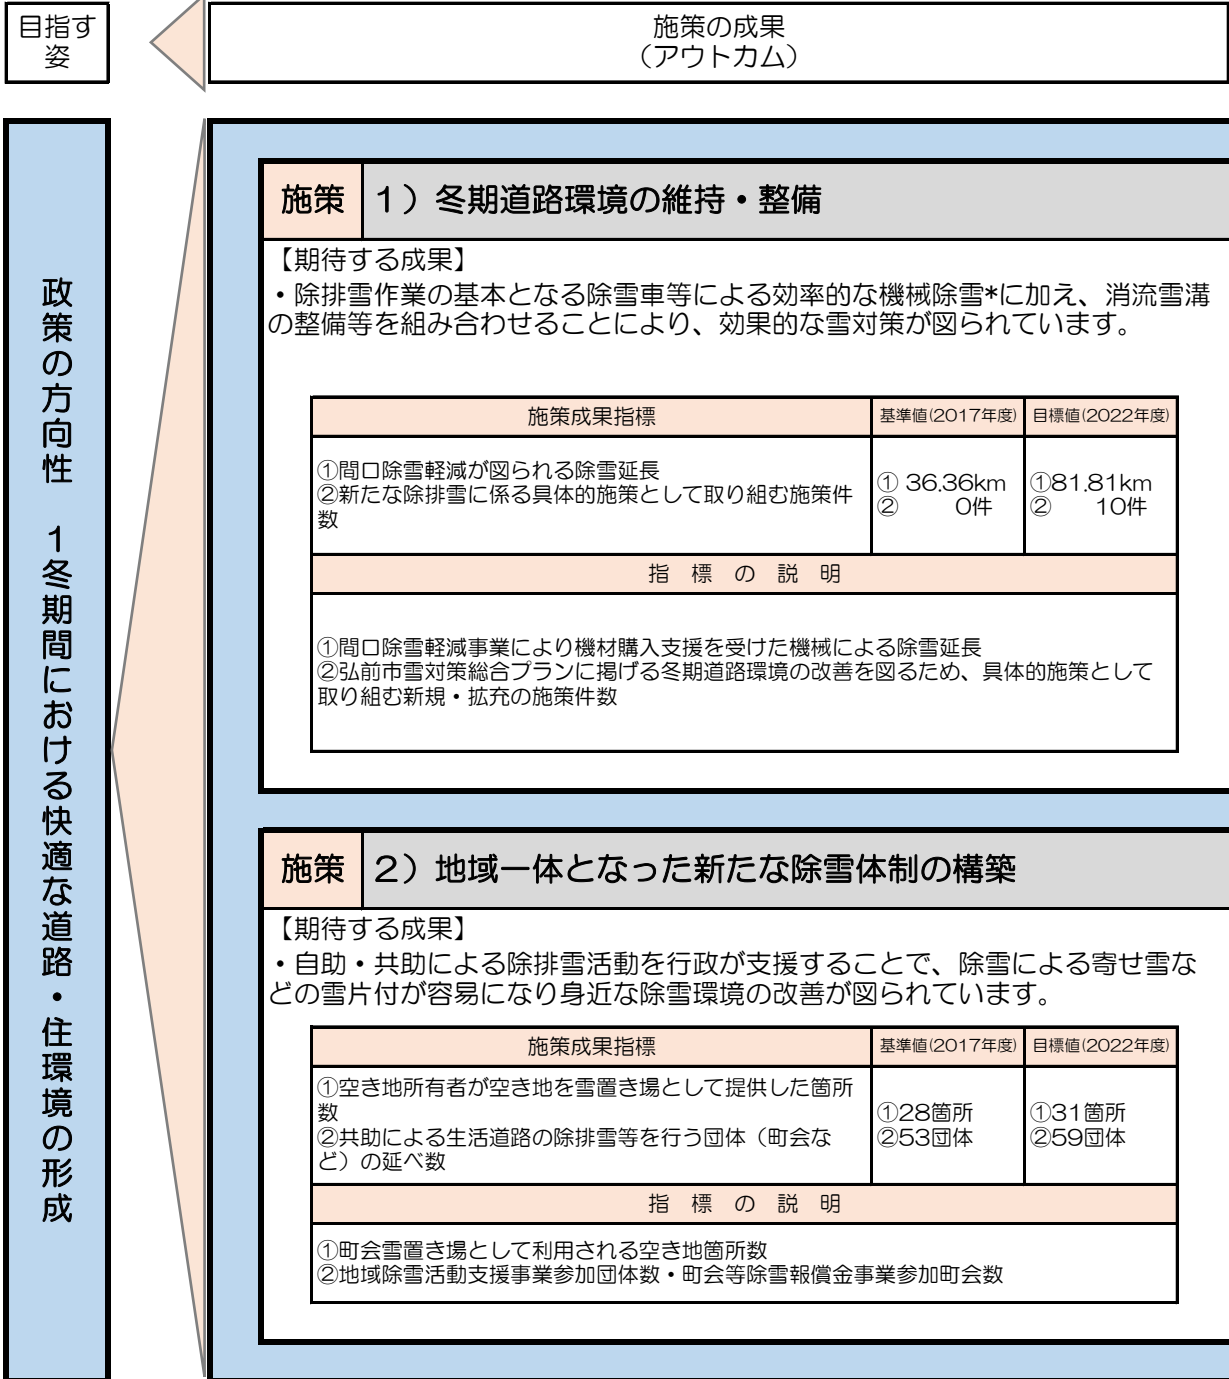 目指す
姿
施策の成果
（アウトカム）
政策の方向性　１冬期間における快適な道路・住環境の形成
施策
１）冬期道路環境の維持・整備
【期待する成果】
・除排雪作業の基本となる除雪車等による効率的な機械除雪*に加え、消流雪溝
の整備等を組み合わせることにより、効果的な雪対策が図られています。
施策成果指標
基準値(2017年度)
目標値(2022年度)
①間口除雪軽減が図られる除雪延長
②新たな除排雪に係る具体的施策として取り組む施策件
数
① 36.36km
②　　0件
①81.81km
②　　10件
指　標　の　説　明
①間口除雪軽減事業により機材購入支援を受けた機械による除雪延長
②弘前市雪対策総合プランに掲げる冬期道路環境の改善を図るため、具体的施策として
取り組む新規・拡充の施策件数
施策
２）地域一体となった新たな除雪体制の構築
【期待する成果】
・自助・共助による除排雪活動を行政が支援することで、除雪による寄せ雪な
どの雪片付が容易になり身近な除雪環境の改善が図られています。
施策成果指標
基準値(2017年度)
目標値(2022年度)
①空き地所有者が空き地を雪置き場として提供した箇所
数
②共助による生活道路の除排雪等を行う団体（町会な
ど）の延べ数
①28箇所
②53団体
①31箇所
②59団体
指　標　の　説　明
①町会雪置き場として利用される空き地箇所数
②地域除雪活動支援事業参加団体数・町会等除雪報償金事業参加町会数